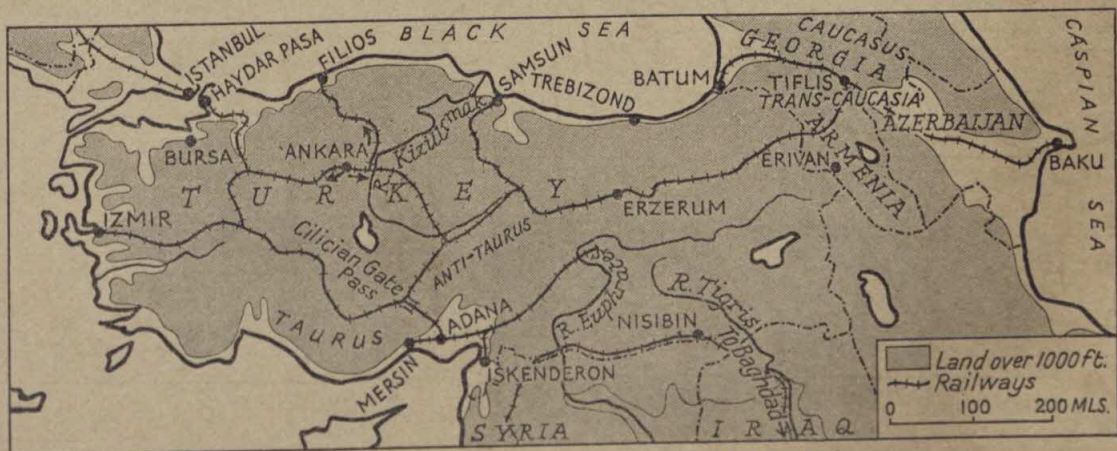 BLACK SEA
CASPIAN SEA
CAUCASUS
GEORGIA
ISTANBUL
HAYDAR PASA
FILIOS
SAMSUN
TREBIZOND
BATUM
TIFLIS
TRANS-CAUCASIA
AZERBAIJAN
BAKU
ARMENIA
ERIVAN
BURSA
ANKARA
R. Kizulsmak
TURKEY
IZMIR
ERZERUM
ANTI-TAURUS
Cilician Gate
Pass
TAURUS
ADANA
MERSIN
ISKENDERON
R. Euphrates
R. Tigris
NISIBIN
To Baghdad
SYRIA
IRAQ
Land over 1000 ft.
Railways
0 100 200 MLS.